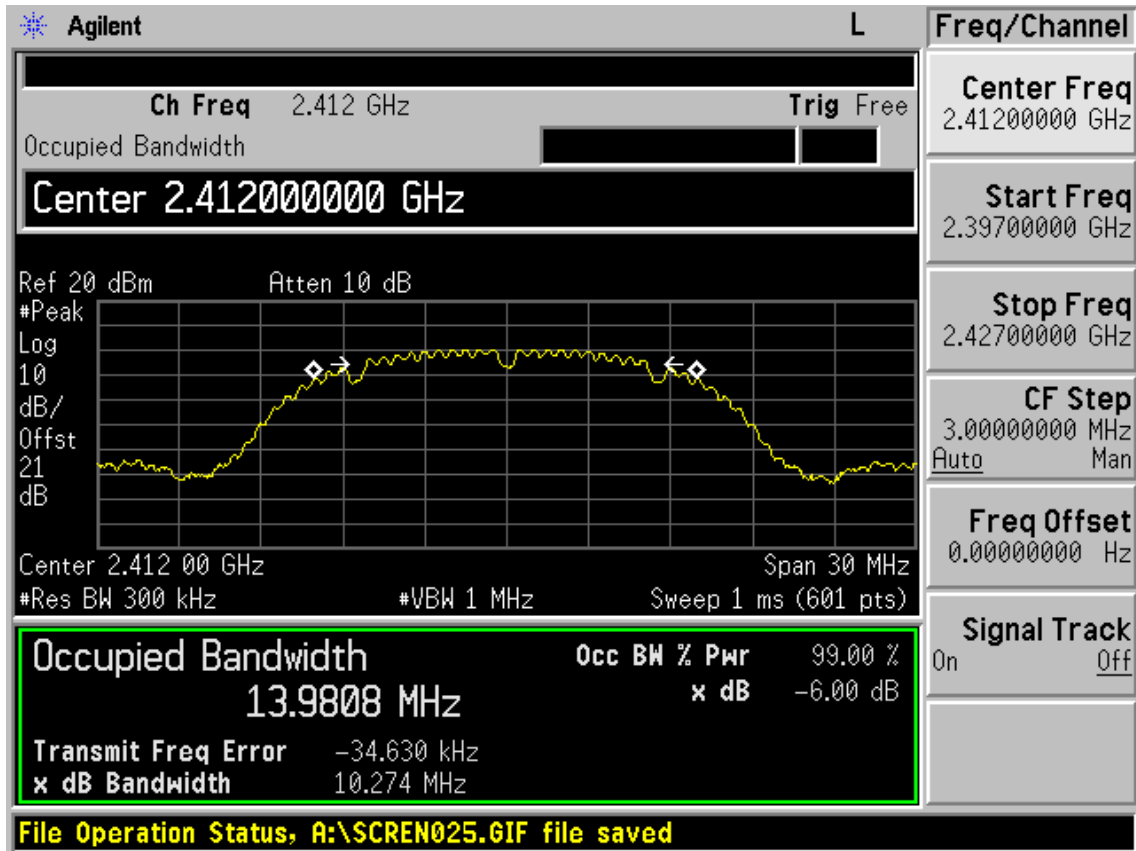 Agilent
L
Ch Freq 2.412 GHz
Trig Free
Occupied Bandwidth
Center 2.412000000 GHz
Ref 20 dBm
Atten 10 dB
#Peak
Log
10
dB/
Offst
21
dB
Center 2.412 00 GHz
Span 30 MHz
#Res BW 300 kHz
#VBW 1 MHz
Sweep 1 ms (601 pts)
Occupied Bandwidth
13.9808 MHz
Occ BW % Pwr 99.00 %
x dB -6.00 dB
Transmit Freq Error -34.630 kHz
x dB Bandwidth 10.274 MHz
File Operation Status, A:\SCREN025.GIF file saved
Freq/Channel
Center Freq
2.41200000 GHz
Start Freq
2.39700000 GHz
Stop Freq
2.42700000 GHz
CF Step
3.00000000 MHz
Auto Man
Freq Offset
0.00000000 Hz
Signal Track
On Off